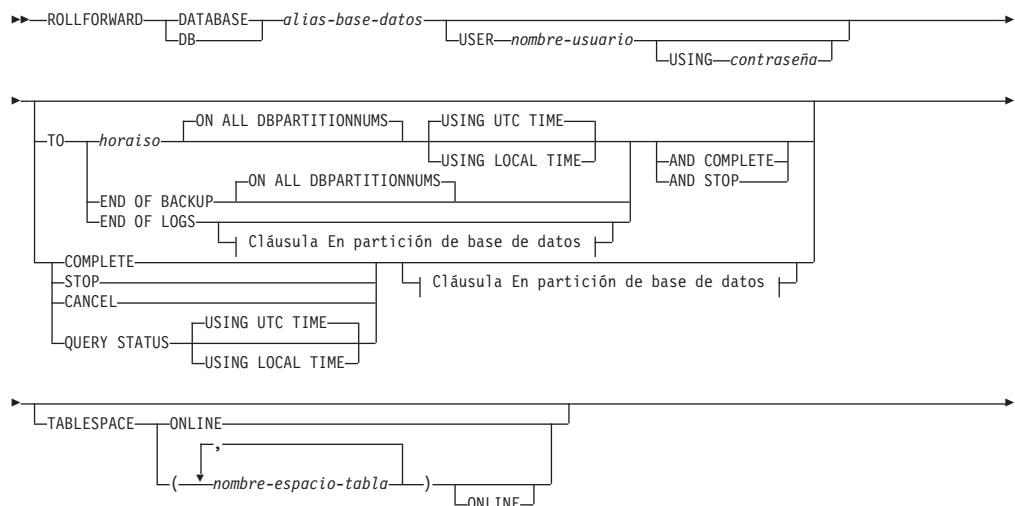 ROLLFORWARD DATABASE alias-base-datos
DB USER nombre-usuario
USING contraseña
ON ALL DBPARTITIONNUMS USING UTC TIME
TO horaiso
USING LOCAL TIME AND COMPLETE
ON ALL DBPARTITIONNUMS AND STOP
END OF BACKUP
END OF LOGS
Cláusula En partición de base de datos
COMPLETE
STOP Cláusula En partición de base de datos
CANCEL
USING UTC TIME
QUERY STATUS
USING LOCAL TIME
TABLESPACE ONLINE
,
( nombre-espacio-tabla )
ONLINE